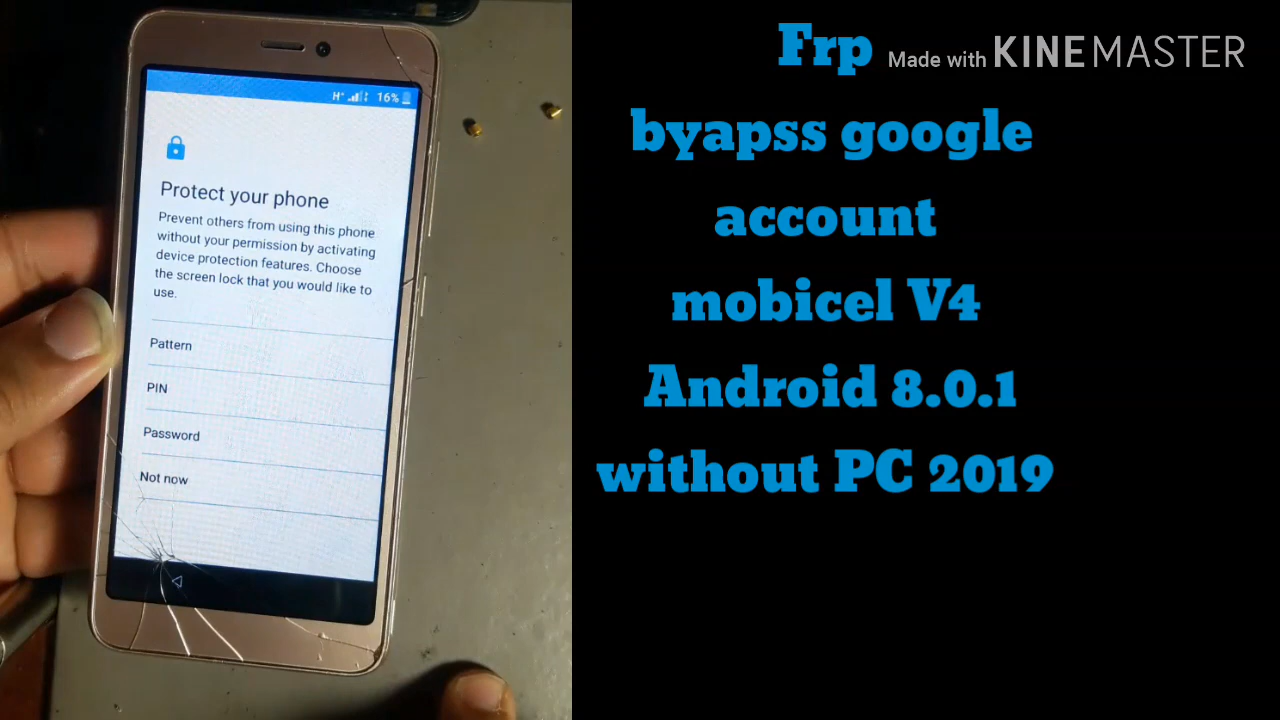 H+ 16%
Protect your phone
Prevent others from using this phone
without your permission by activating
device protection features. Choose
the screen lock that you would like to
use.
Pattern
PIN
Password
Not now
Frp
Made with KINEMASTER
byapss google
account
mobicel V4
Android 8.0.1
without PC 2019